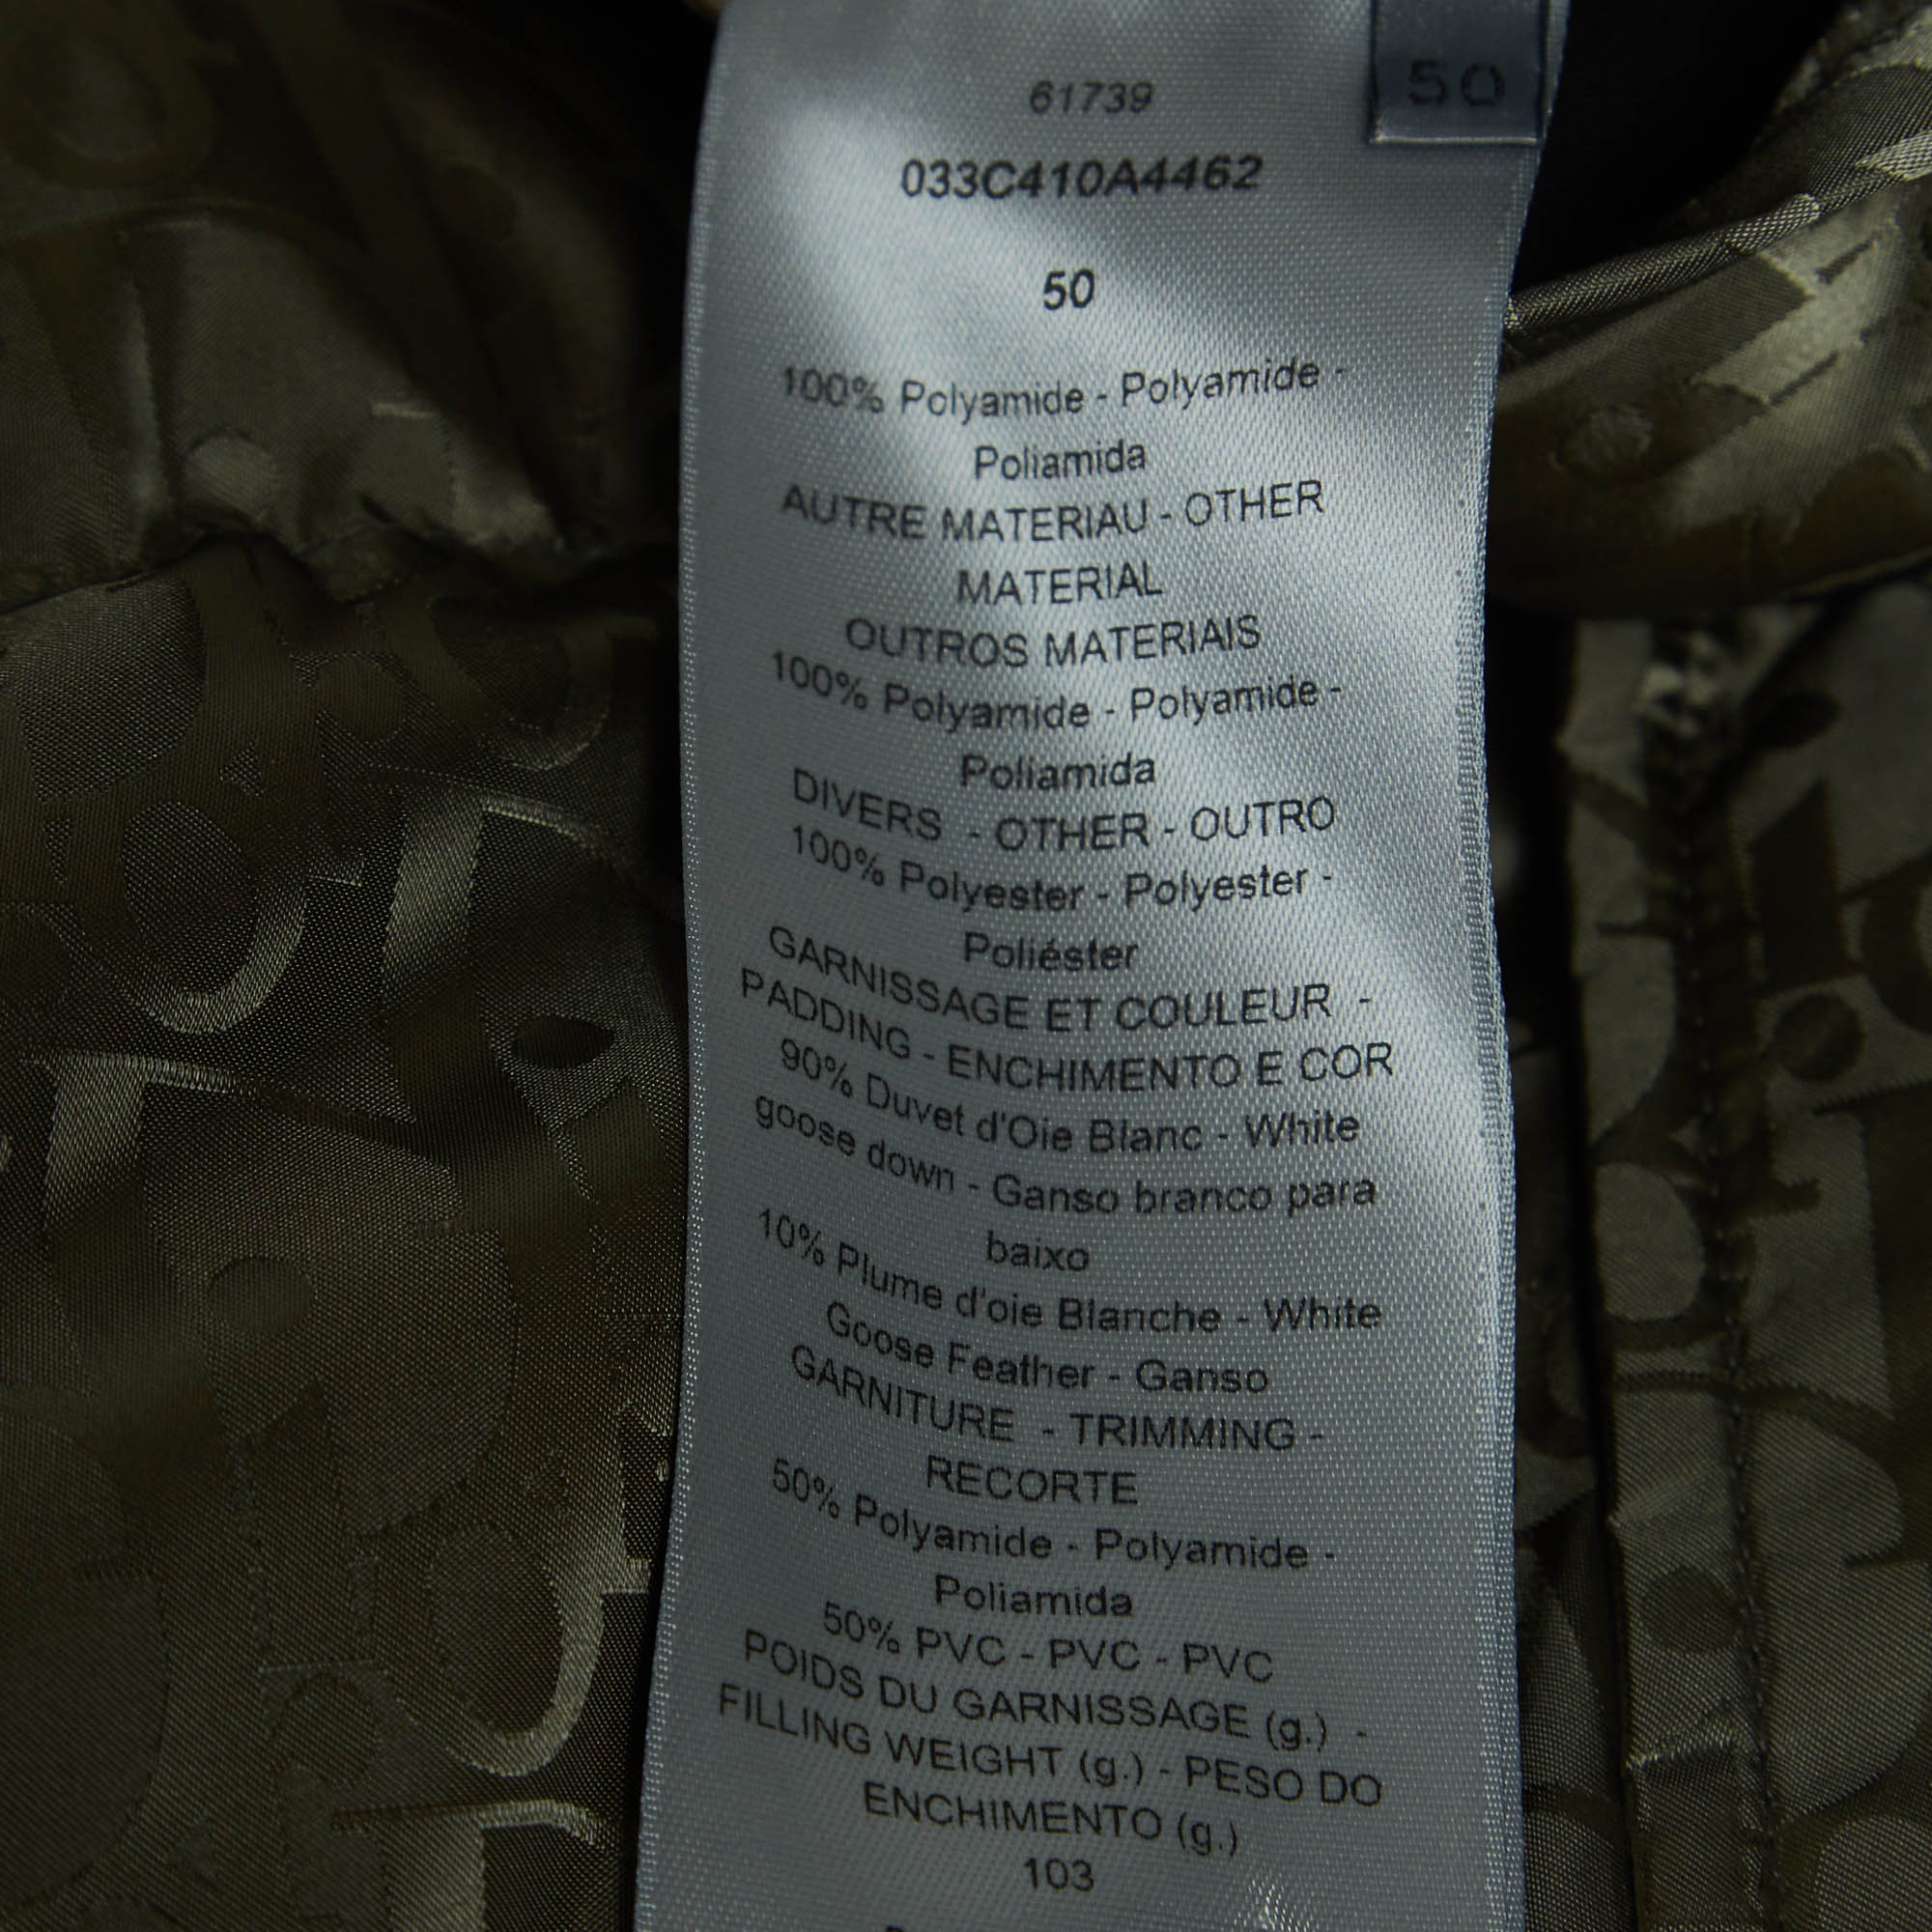 50
61739
033C410A4462
50
100% Polyamide - Polyamide -
Poliamida
AUTRE MATERIAU - OTHER
MATERIAL
OUTROS MATERIAIS
100% Polyamide - Polyamide -
Poliamida
DIVERS - OTHER - OUTRO
100% Polyester - Polyester -
Poliéster
GARNISSAGE ET COULEUR -
PADDING - ENCHIMENTO E COR
90% Duvet d'Oie Blanc - White
goose down - Ganso branco para
baixo
10% Plume d'oie Blanche - White
Goose Feather - Ganso
GARNITURE - TRIMMING -
RECORTE
50% Polyamide - Polyamide -
Poliamida
50% PVC - PVC - PVC
POIDS DU GARNISSAGE (g.) -
FILLING WEIGHT (g.) - PESO DO
ENCHIMENTO (g.)
103